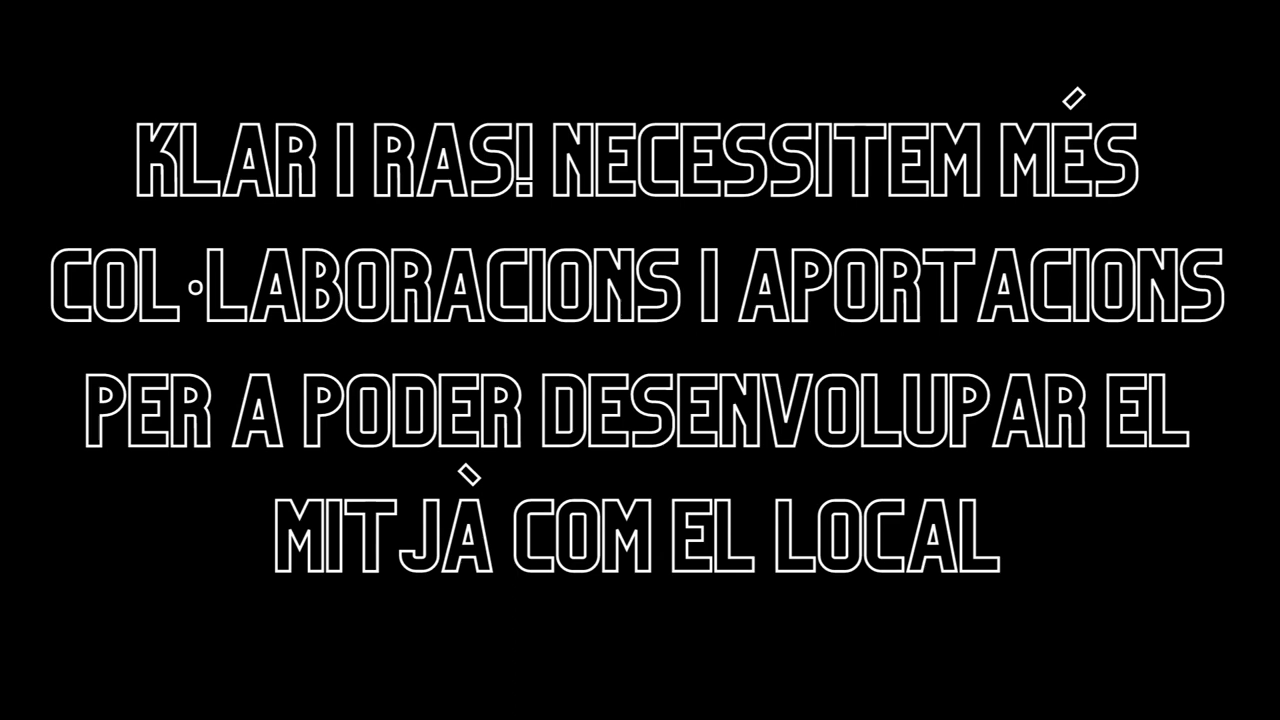 KLAR I RAS! NECESSITEM MÉS
COL·LABORACIONS I APORTACIONS
PER A PODER DESENVOLUPAR EL
MITJÀ COM EL LOCAL